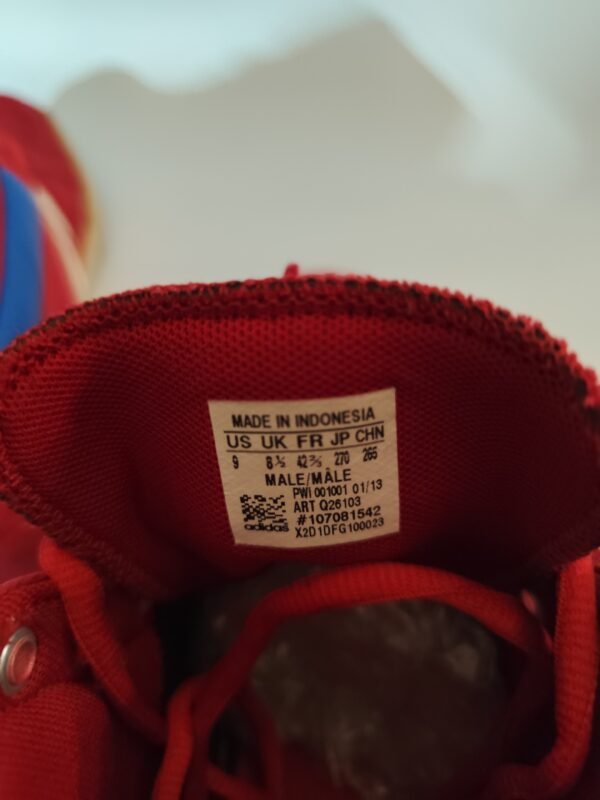 MADE IN INDONESIA
US UK FR JP CHN
9 8½ 42⅔ 270 265
MALE/MÂLE
PWI 001001 01/13
ART Q26103
#107081542
adidas X2D1DFG100023